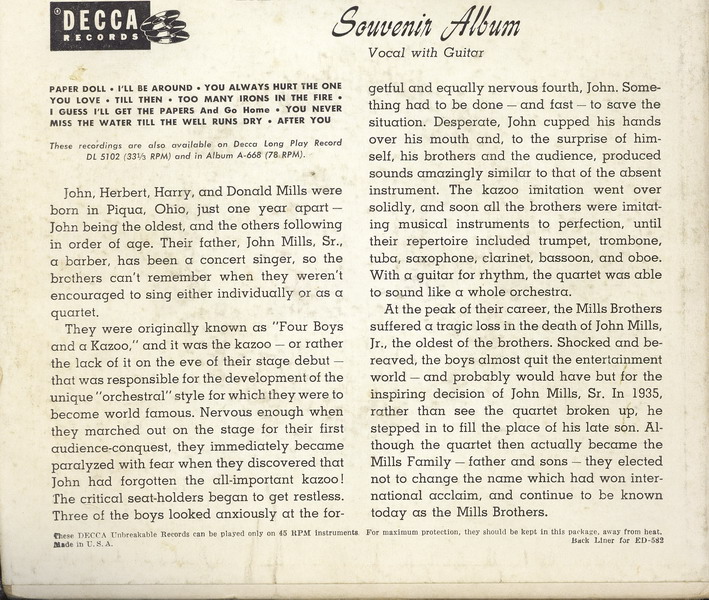 DECCA
RECORDS
Souvenir Album
Vocal with Guitar
PAPER DOLL • I'LL BE AROUND • YOU ALWAYS HURT THE ONE
YOU LOVE • TILL THEN • TOO MANY IRONS IN THE FIRE •
I GUESS I'LL GET THE PAPERS And Go Home • YOU NEVER
MISS THE WATER TILL THE WELL RUNS DRY • AFTER YOU
These recordings are also available on Decca Long Play Record
DL 5102 (33⅓ RPM) and in Album A-668 (78 RPM).
John, Herbert, Harry, and Donald Mills were
born in Piqua, Ohio, just one year apart —
John being the oldest, and the others following
in order of age. Their father, John Mills, Sr.,
a barber, has been a concert singer, so the
brothers can't remember when they weren't
encouraged to sing either individually or as a
quartet.
They were originally known as "Four Boys
and a Kazoo," and it was the kazoo — or rather
the lack of it on the eve of their stage debut —
that was responsible for the development of the
unique "orchestral" style for which they were to
become world famous. Nervous enough when
they marched out on the stage for their first
audience-conquest, they immediately became
paralyzed with fear when they discovered that
John had forgotten the all-important kazoo!
The critical seat-holders began to get restless.
Three of the boys looked anxiously at the for-
getful and equally nervous fourth, John. Some-
thing had to be done — and fast — to save the
situation. Desperate, John cupped his hands
over his mouth and, to the surprise of him-
self, his brothers and the audience, produced
sounds amazingly similar to that of the absent
instrument. The kazoo imitation went over
solidly, and soon all the brothers were imitat-
ing musical instruments to perfection, until
their repertoire included trumpet, trombone,
tuba, saxophone, clarinet, bassoon, and oboe.
With a guitar for rhythm, the quartet was able
to sound like a whole orchestra.
At the peak of their career, the Mills Brothers
suffered a tragic loss in the death of John Mills,
Jr., the oldest of the brothers. Shocked and be-
reaved, the boys almost quit the entertainment
world — and probably would have but for the
inspiring decision of John Mills, Sr. In 1935,
rather than see the quartet broken up, he
stepped in to fill the place of his late son. Al-
though the quartet then actually became the
Mills Family — father and sons — they elected
not to change the name which had won inter-
national acclaim, and continue to be known
today as the Mills Brothers.
These DECCA Unbreakable Records can be played only on 45 RPM instruments. For maximum protection, they should be kept in this package, away from heat.
Made in U. S. A.
Back Liner for ED-582